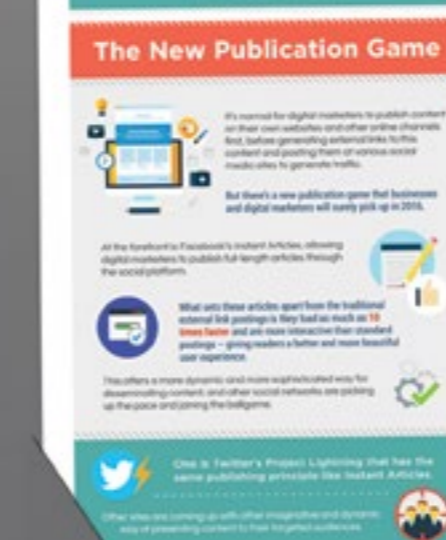 The New Publication Game
It's normal for digital marketers to publish content
on their own websites and other online channels
first, before generating external links to this
content and posting them at various social
media sites to generate traffic.
But there's a new publication game that businesses
and digital marketers will surely pick up in 2016.
At the forefront is Facebook's Instant Articles, allowing
digital marketers to publish full-length articles through
the social platform.
What sets these articles apart from the traditional
external link postings is they load as much as 10
times faster and are more interactive than standard
postings – giving readers a better and more beautiful
user experience.
This offers a more dynamic and more sophisticated way for
disseminating content, and other social networks are picking
up the pace and joining the ballgame.
One is Twitter's Project Lightning that has the
same publishing principle like Instant Articles.
Other sites are coming up with other imaginative and dynamic
way of presenting content to their targeted audiences.